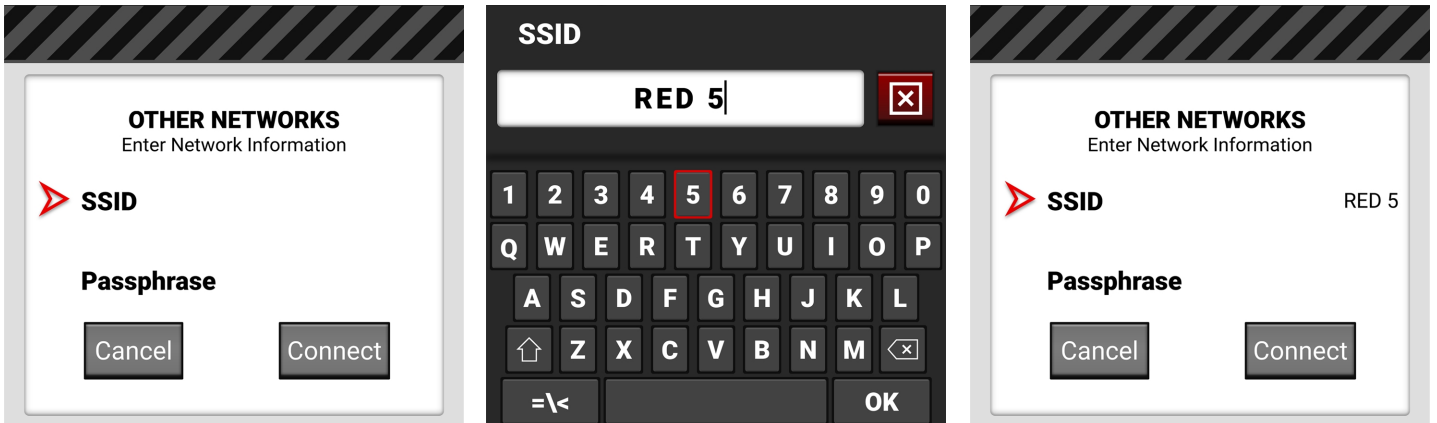 OTHER NETWORKS
Enter Network Information
SSID
Passphrase
Cancel Connect
SSID
RED 5
1 2 3 4 5 6 7 8 9 0
Q W E R T Y U I O P
A S D F G H J K L
Z X C V B N M
=\< OK
OTHER NETWORKS
Enter Network Information
SSID RED 5
Passphrase
Cancel Connect